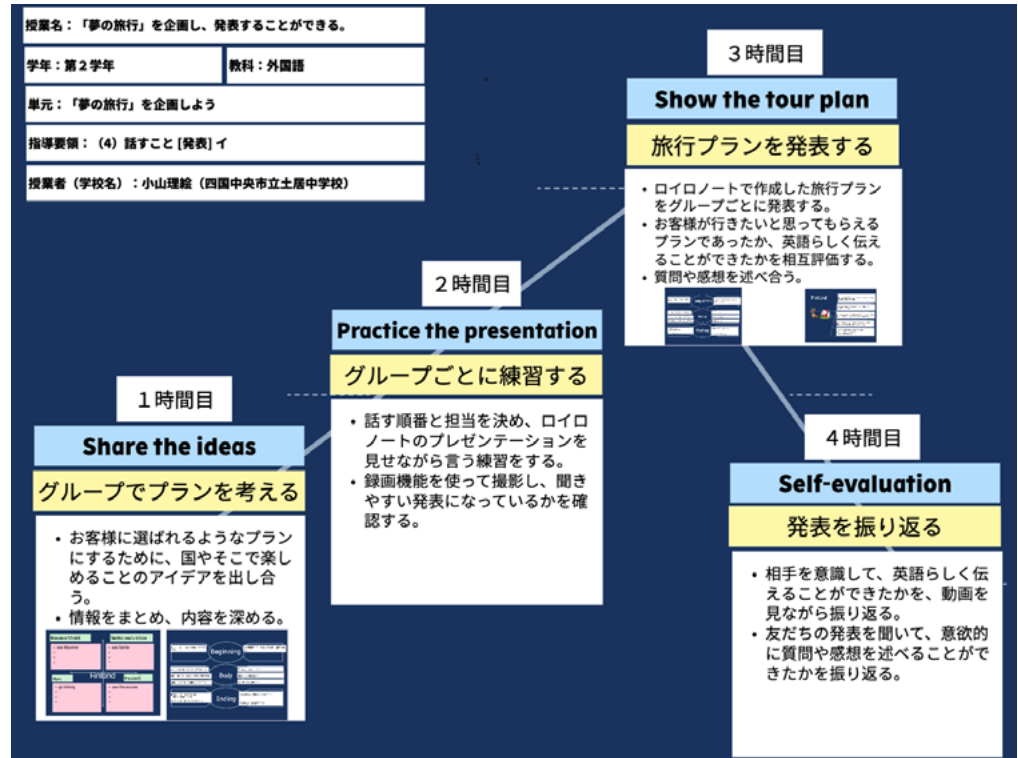 授業名:「夢の旅行」を企画し、発表することができる。
学年:第2学年
教科:外国語
単元:「夢の旅行」を企画しよう
指導要領:(4)話すこと [発表] イ
授業者(学校名):小山理絵(四国中央市立土居中学校)
1時間目
Share the ideas
グループでプランを考える
• お客様に選ばれるようなプラン
にするために、国やそこで楽し
めることのアイデアを出し合
う。
• 情報をまとめ、内容を深める。
Finland
Beginning
Body
Ending
2時間目
Practice the presentation
グループごとに練習する
• 話す順番と担当を決め、ロイロ
ノートのプレゼンテーションを
見せながら言う練習をする。
• 録画機能を使って撮影し、聞き
やすい発表になっているかを確
認する。
3時間目
Show the tour plan
旅行プランを発表する
• ロイロノートで作成した旅行プラン
をグループごとに発表する。
• お客様が行きたいと思ってもらえる
プランであったか、英語らしく伝え
ることができたかを相互評価する。
• 質問や感想を述べ合う。
4時間目
Self-evaluation
発表を振り返る
• 相手を意識して、英語らしく伝
えることができたかを、動画を
見ながら振り返る。
• 友だちの発表を聞いて、意欲的
に質問や感想を述べることがで
きたかを振り返る。